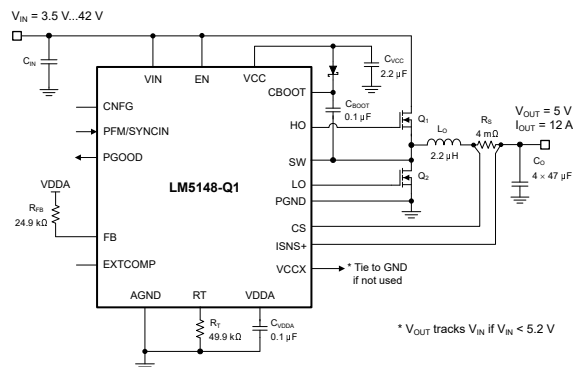 V_IN = 3.5 V...42 V
C_IN
VIN
EN
VCC
C_VCC
2.2 μF
CBOOT
C_BOOT
0.1 μF
CNFG
PFM/SYNCIN
PGOOD
HO
Q₁
L_O
2.2 μH
R_S
4 mΩ
V_OUT = 5 V
I_OUT = 12 A
SW
C_O
4 × 47 μF
LM5148-Q1
VDDA
R_FB
24.9 kΩ
LO
Q₂
PGND
CS
FB
ISNS+
EXTCOMP
VCCX
* Tie to GND
if not used
AGND
RT
VDDA
R_T
49.9 kΩ
C_VDDA
0.1 μF
* V_OUT tracks V_IN if V_IN < 5.2 V